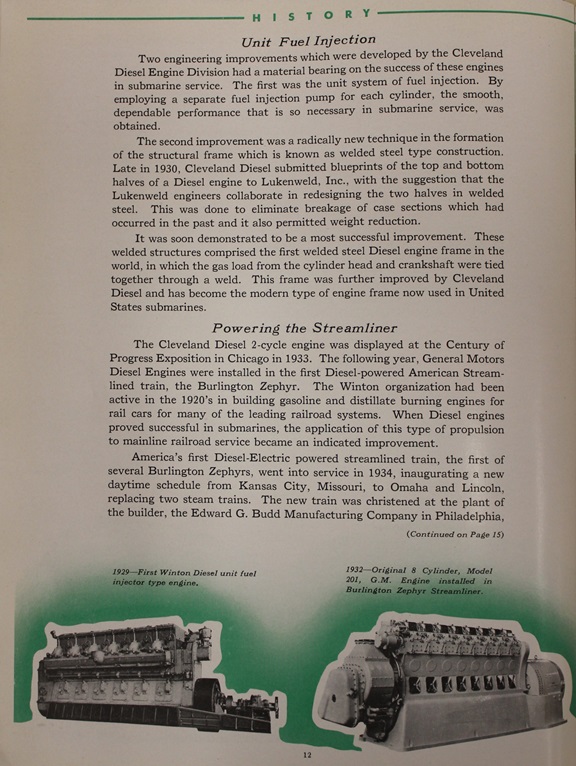 HISTORY
Unit Fuel Injection
Two engineering improvements which were developed by the Cleveland
Diesel Engine Division had a material bearing on the success of these engines
in submarine service. The first was the unit system of fuel injection. By
employing a separate fuel injection pump for each cylinder, the smooth,
dependable performance that is so necessary in submarine service, was
obtained.
The second improvement was a radically new technique in the formation
of the structural frame which is known as welded steel type construction.
Late in 1930, Cleveland Diesel submitted blueprints of the top and bottom
halves of a Diesel engine to Lukenweld, Inc., with the suggestion that the
Lukenweld engineers collaborate in redesigning the two halves in welded
steel. This was done to eliminate breakage of case sections which had
occurred in the past and it also permitted weight reduction.
It was soon demonstrated to be a most successful improvement. These
welded structures comprised the first welded steel Diesel engine frame in the
world, in which the gas load from the cylinder head and crankshaft were tied
together through a weld. This frame was further improved by Cleveland
Diesel and has become the modern type of engine frame now used in United
States submarines.
Powering the Streamliner
The Cleveland Diesel 2-cycle engine was displayed at the Century of
Progress Exposition in Chicago in 1933. The following year, General Motors
Diesel Engines were installed in the first Diesel-powered American Stream-
lined train, the Burlington Zephyr. The Winton organization had been
active in the 1920's in building gasoline and distillate burning engines for
rail cars for many of the leading railroad systems. When Diesel engines
proved successful in submarines, the application of this type of propulsion
to mainline railroad service became an indicated improvement.
America's first Diesel-Electric powered streamlined train, the first of
several Burlington Zephyrs, went into service in 1934, inaugurating a new
daytime schedule from Kansas City, Missouri, to Omaha and Lincoln,
replacing two steam trains. The new train was christened at the plant of
the builder, the Edward G. Budd Manufacturing Company in Philadelphia,
(Continued on Page 15)
1929—First Winton Diesel unit fuel
injector type engine.
1932—Original 8 Cylinder, Model
201, G.M. Engine installed in
Burlington Zephyr Streamliner.
12